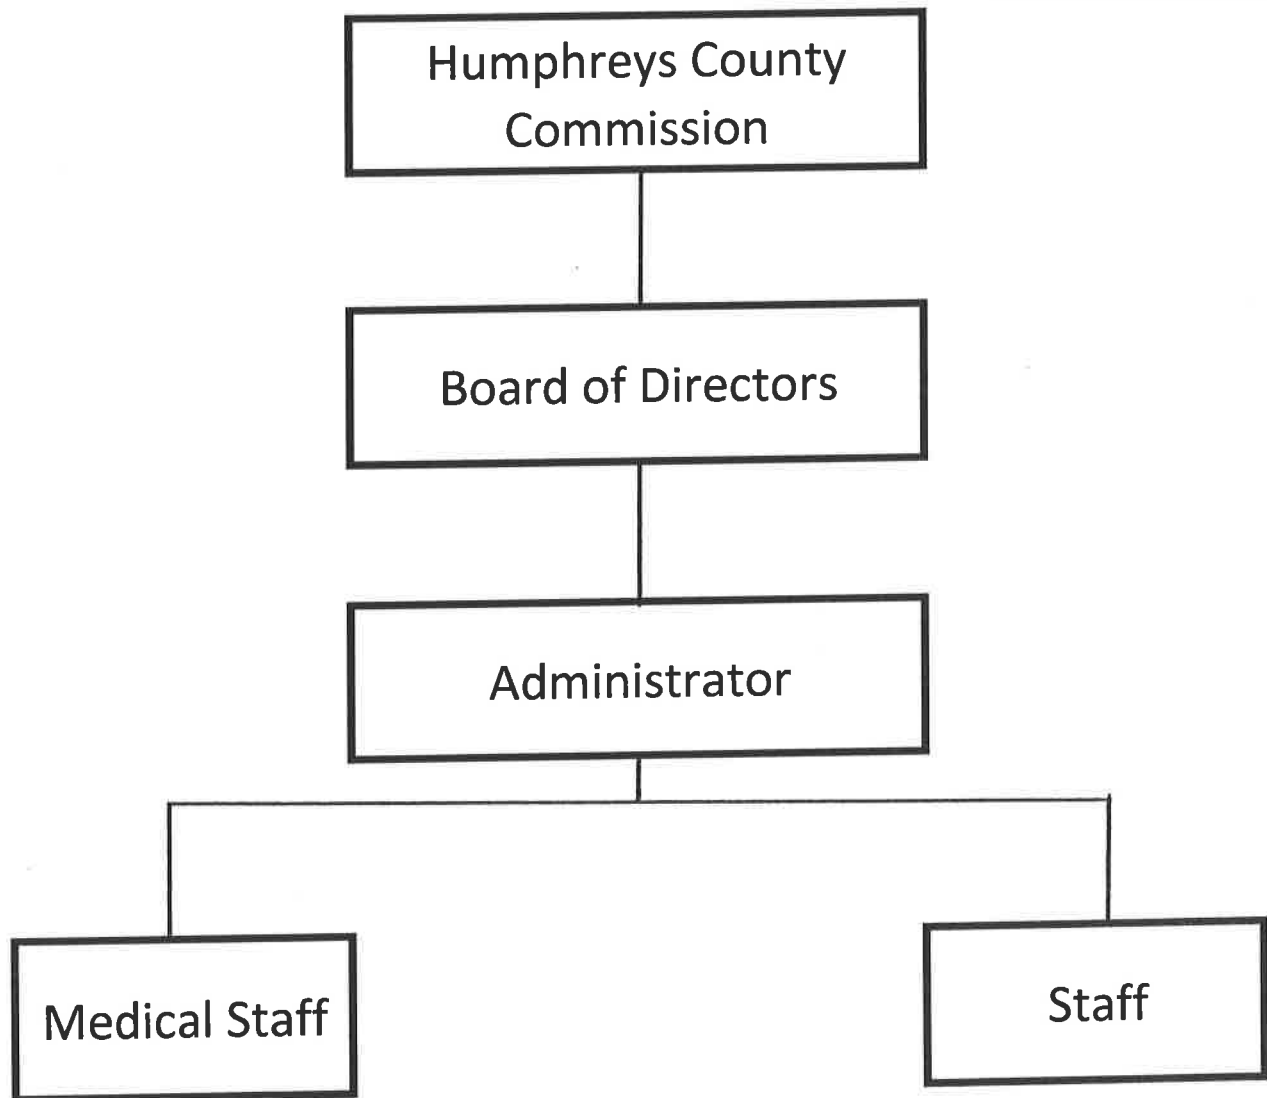 Humphreys County
Commission
Board of Directors
Administrator
Medical Staff
Staff